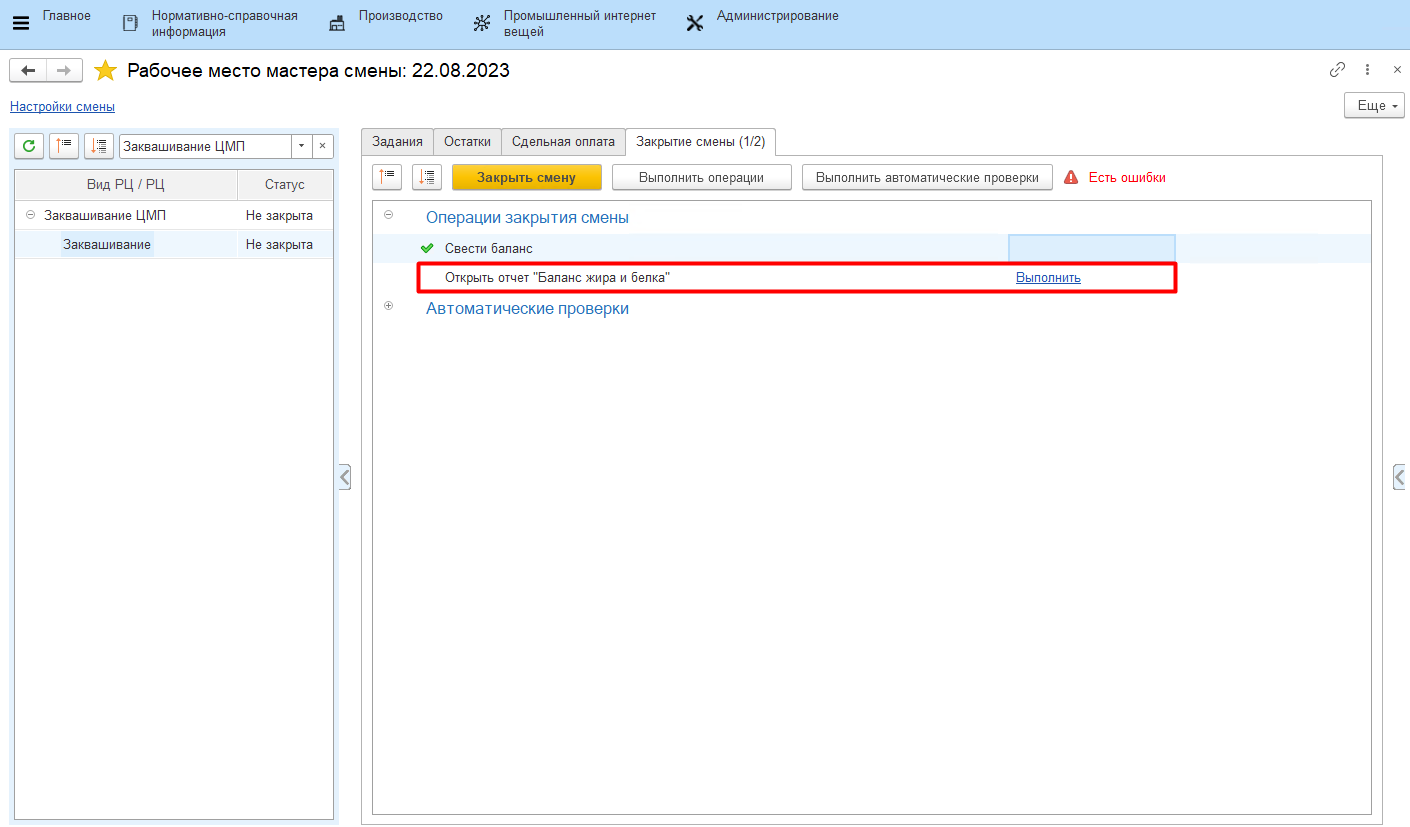 Главное
Нормативно-справочная
информация
Производство
Промышленный интернет
вещей
Администрирование
Рабочее место мастера смены: 22.08.2023
Настройки смены
Еще
Заквашивание ЦМП
Вид РЦ / РЦ
Статус
Заквашивание ЦМП
Не закрыта
Заквашивание
Не закрыта
Задания
Остатки
Сдельная оплата
Закрытие смены (1/2)
Закрыть смену
Выполнить операции
Выполнить автоматические проверки
Есть ошибки
Операции закрытия смены
Свести баланс
Открыть отчет "Баланс жира и белка"
Выполнить
Автоматические проверки